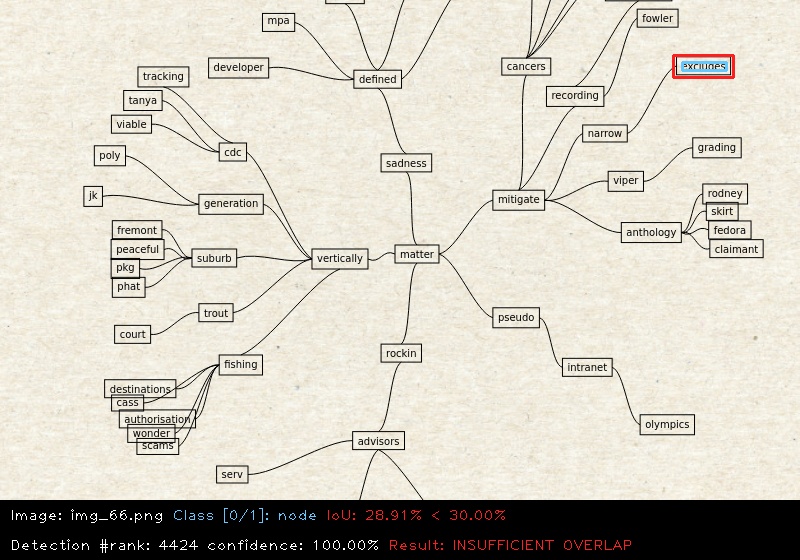 mpa
fowler
developer
defined
cancers
excludes
tracking
recording
tanya
viable
narrow
cdc
grading
poly
sadness
viper
rodney
jk
generation
mitigate
skirt
fremont
anthology
fedora
peaceful
suburb
vertically
matter
claimant
pkg
phat
trout
pseudo
court
rockin
fishing
intranet
destinations
cass
authorisation
olympics
wonder
scams
advisors
serv
Image: img_66.png Class [0/1]: node IoU: 28.91% < 30.00%
Detection #rank: 4424 confidence: 100.00% Result: INSUFFICIENT OVERLAP